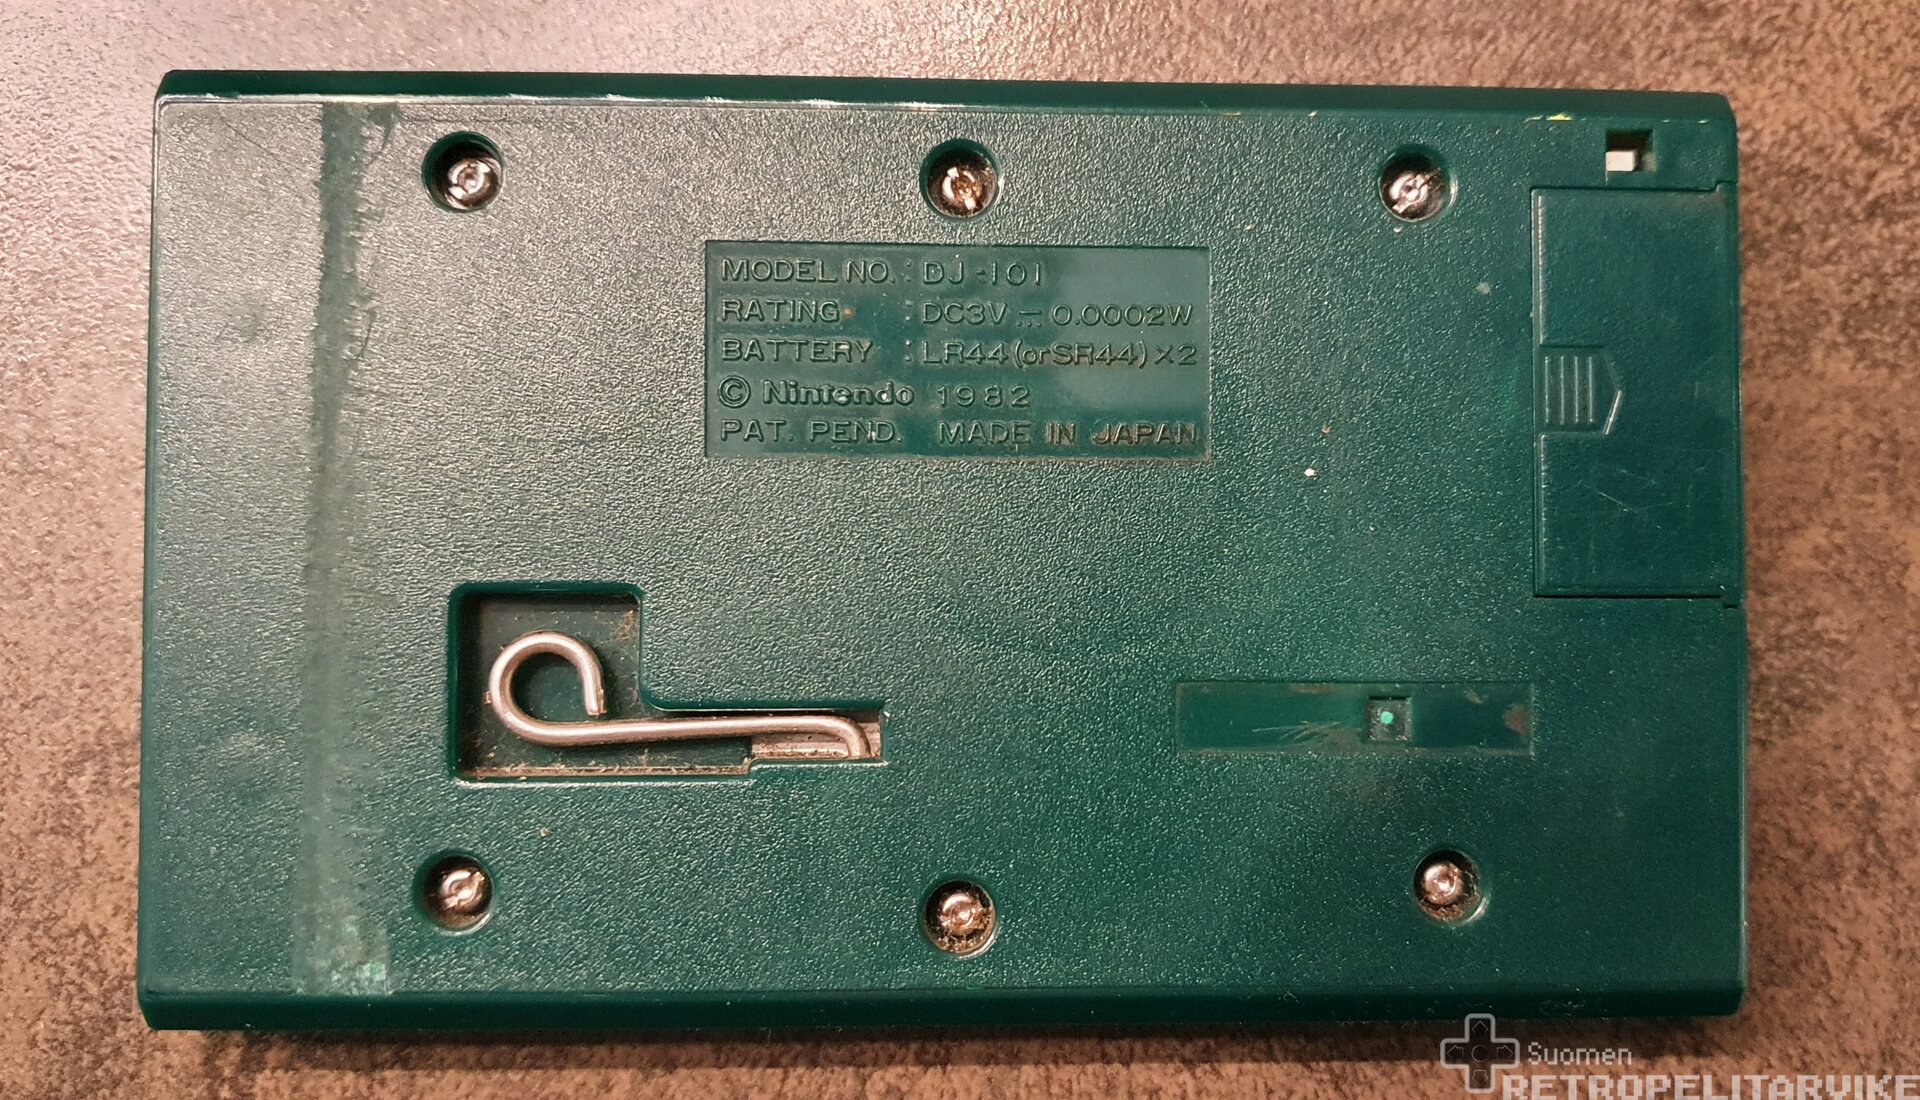 MODEL NO. : DJ-101
RATING : DC3V ⎓ 0.0002W
BATTERY : LR44 (or SR44) X2
© Nintendo 1982
PAT. PEND. MADE IN JAPAN
Suomen
RETROPELITARVIKE